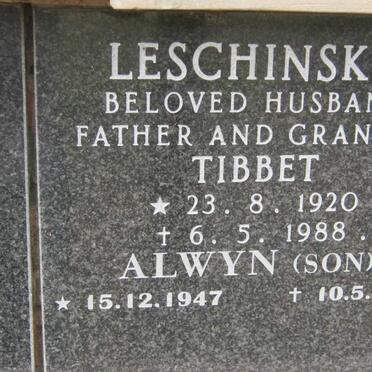 LESCHINSK
BELOVED HUSBAN
FATHER AND GRAN
TIBBET
★ 23.8.1920
† 6.5.1988.
ALWYN (SON)
★ 15.12.1947 † 10.5.